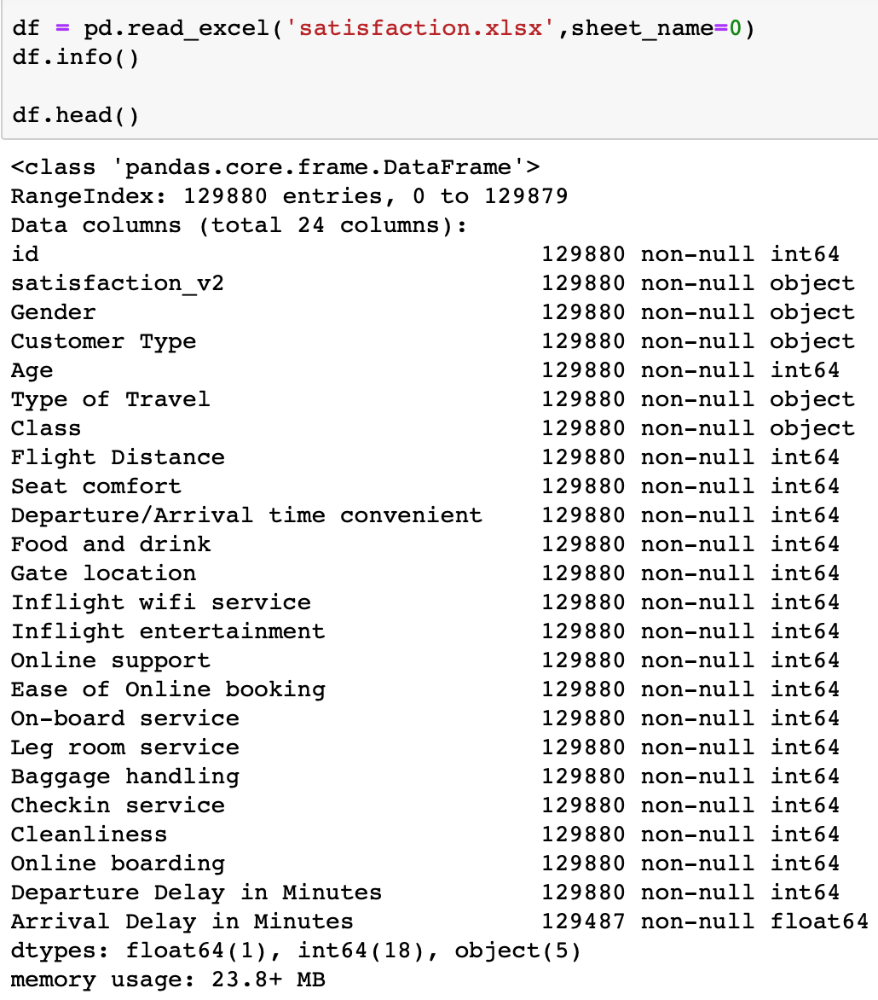 df = pd.read_excel('satisfaction.xlsx',sheet_name=0)
df.info()
df.head()
<class 'pandas.core.frame.DataFrame'>
RangeIndex: 129880 entries, 0 to 129879
Data columns (total 24 columns):
id 129880 non-null int64
satisfaction_v2 129880 non-null object
Gender 129880 non-null object
Customer Type 129880 non-null object
Age 129880 non-null int64
Type of Travel 129880 non-null object
Class 129880 non-null object
Flight Distance 129880 non-null int64
Seat comfort 129880 non-null int64
Departure/Arrival time convenient 129880 non-null int64
Food and drink 129880 non-null int64
Gate location 129880 non-null int64
Inflight wifi service 129880 non-null int64
Inflight entertainment 129880 non-null int64
Online support 129880 non-null int64
Ease of Online booking 129880 non-null int64
On-board service 129880 non-null int64
Leg room service 129880 non-null int64
Baggage handling 129880 non-null int64
Checkin service 129880 non-null int64
Cleanliness 129880 non-null int64
Online boarding 129880 non-null int64
Departure Delay in Minutes 129880 non-null int64
Arrival Delay in Minutes 129487 non-null float64
dtypes: float64(1), int64(18), object(5)
memory usage: 23.8+ MB